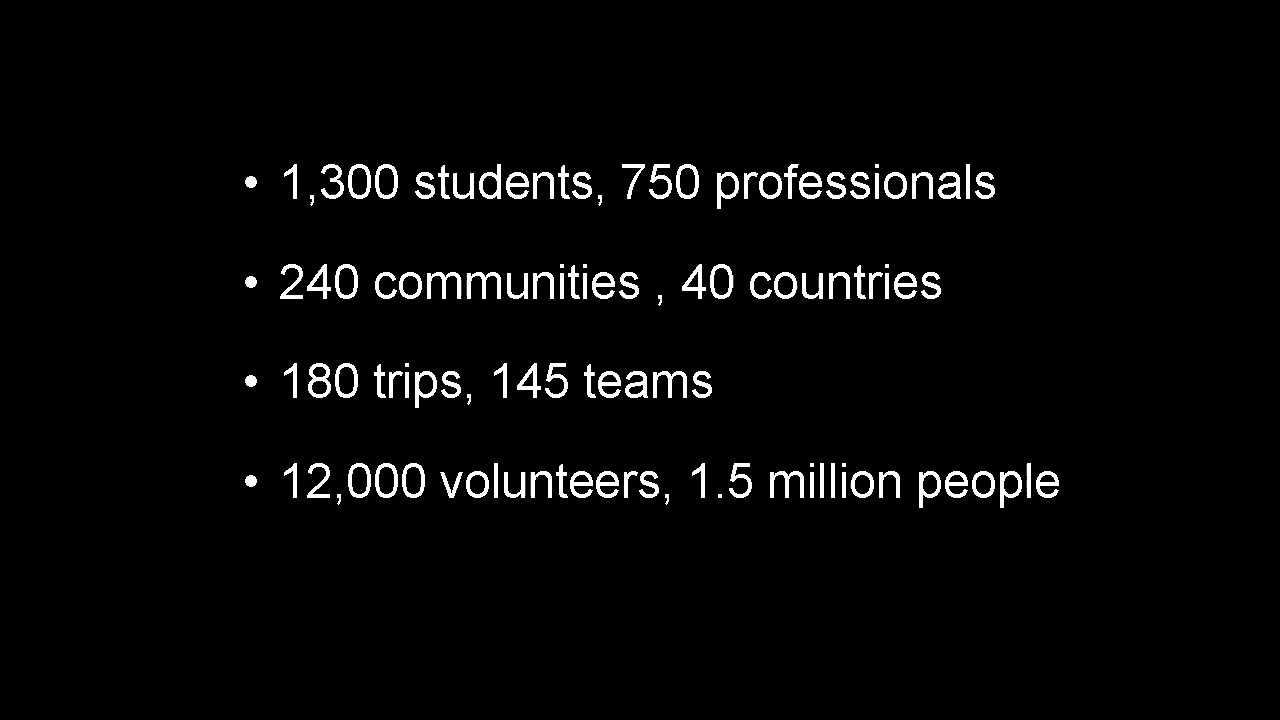 • 1,300 students, 750 professionals
• 240 communities , 40 countries
• 180 trips, 145 teams
• 12,000 volunteers, 1.5 million people